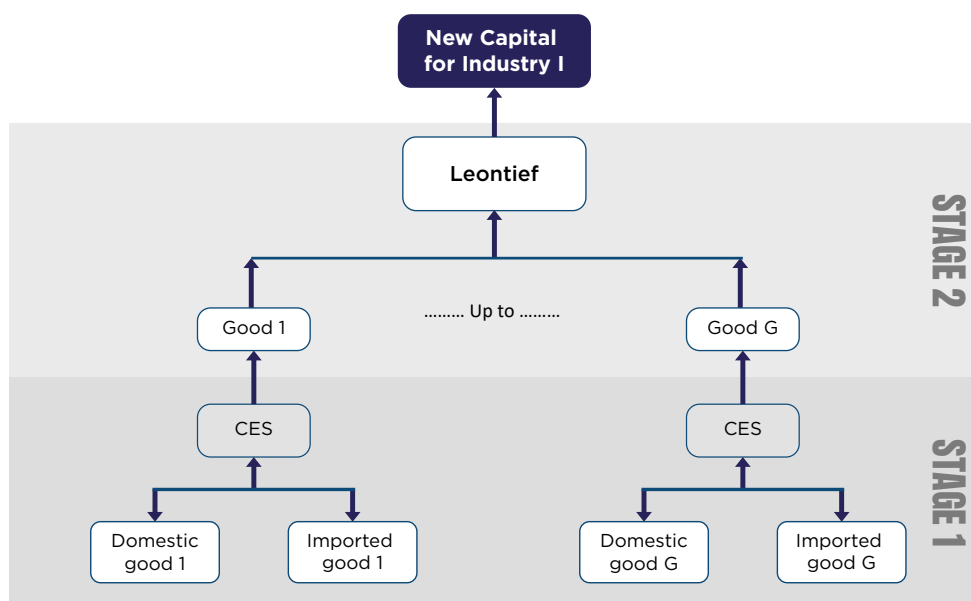 New Capital
for Industry I
Leontief
STAGE 2
Good 1
......... Up to .........
Good G
CES
CES
STAGE 1
Domestic
good 1
Imported
good 1
Domestic
good G
Imported
good G